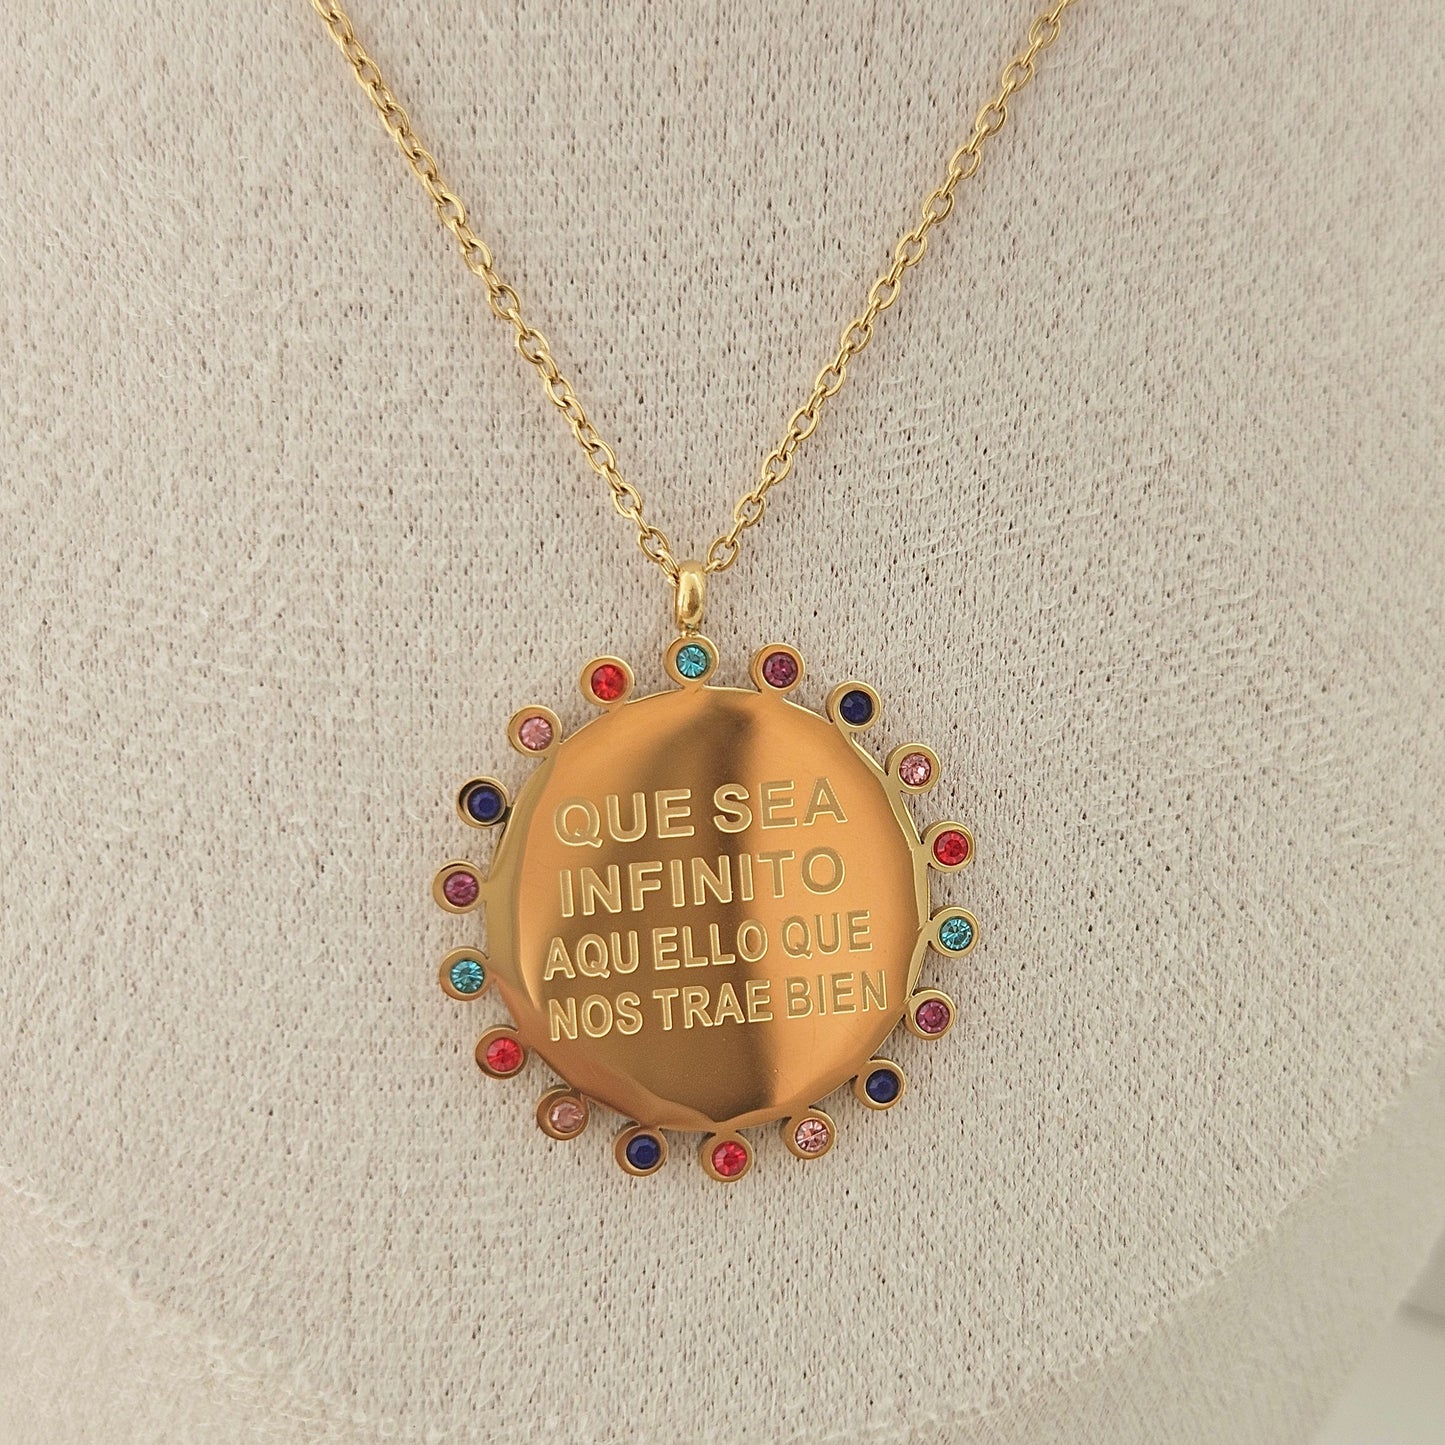 QUE SEA
INFINITO
AQU ELLO QUE
NOS TRAE BIEN